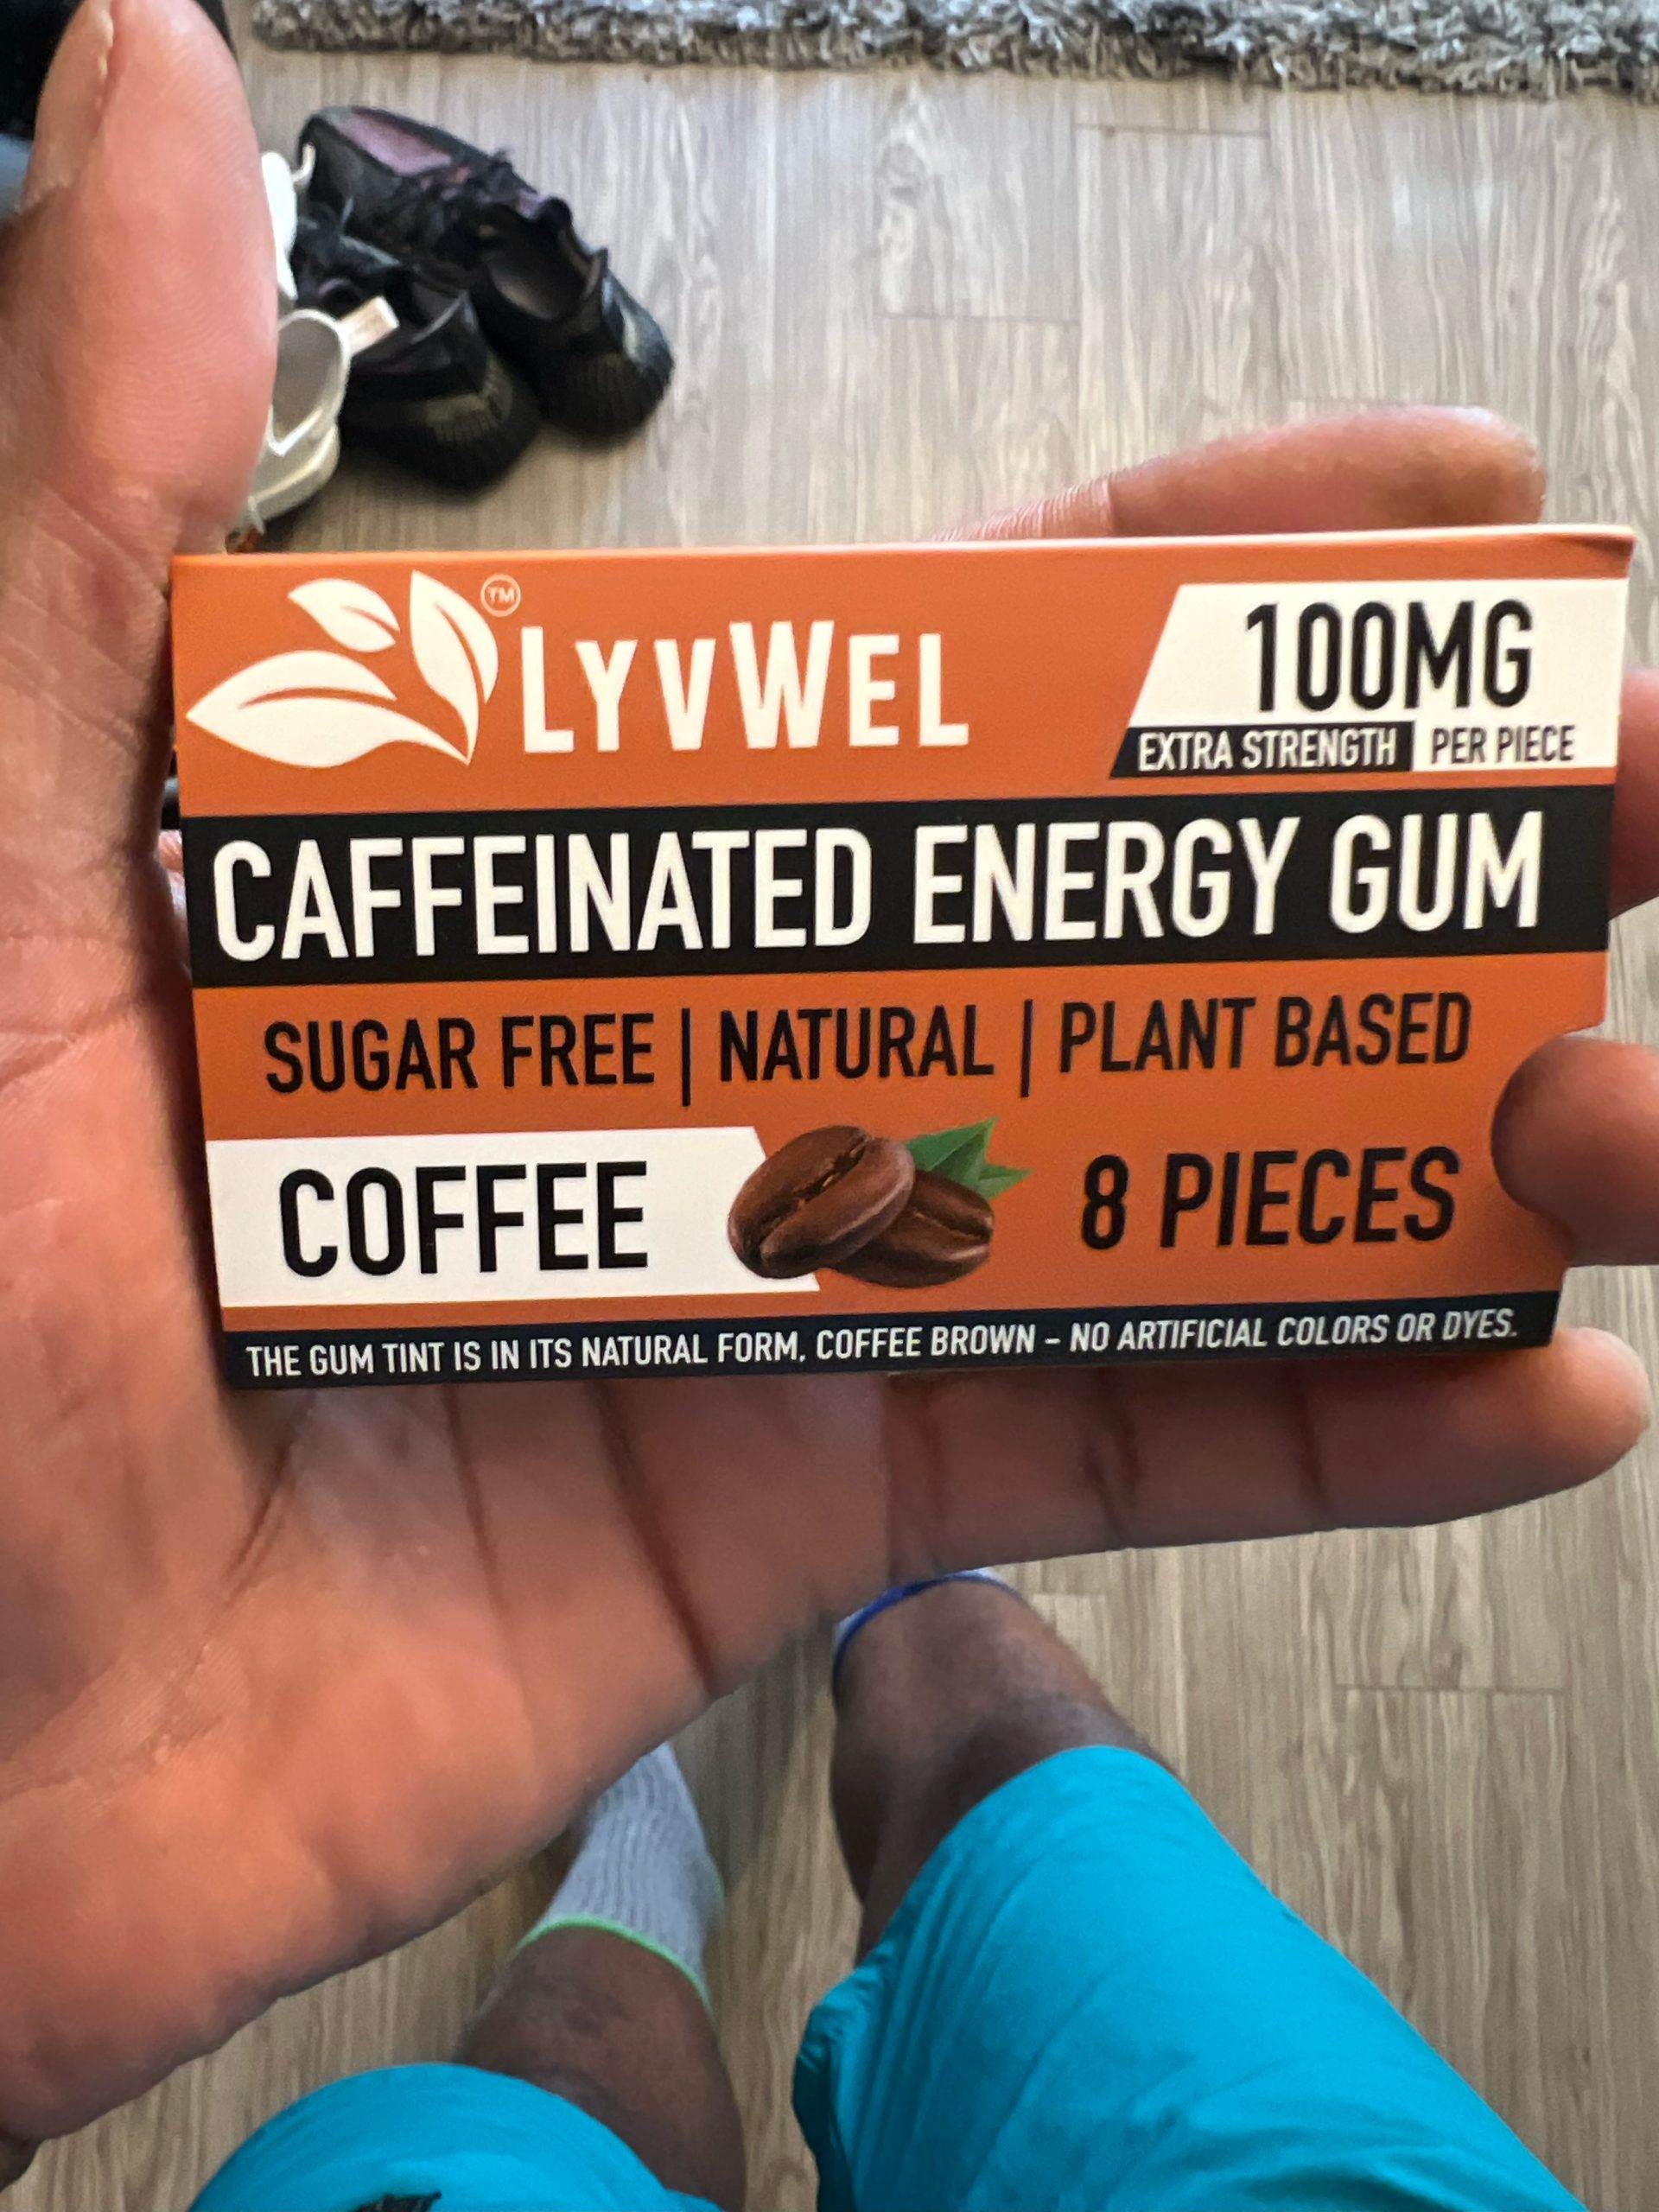 LYVWEL™
100MG
EXTRA STRENGTH PER PIECE
CAFFEINATED ENERGY GUM
SUGAR FREE | NATURAL | PLANT BASED
COFFEE
8 PIECES
THE GUM TINT IS IN ITS NATURAL FORM, COFFEE BROWN – NO ARTIFICIAL COLORS OR DYES.